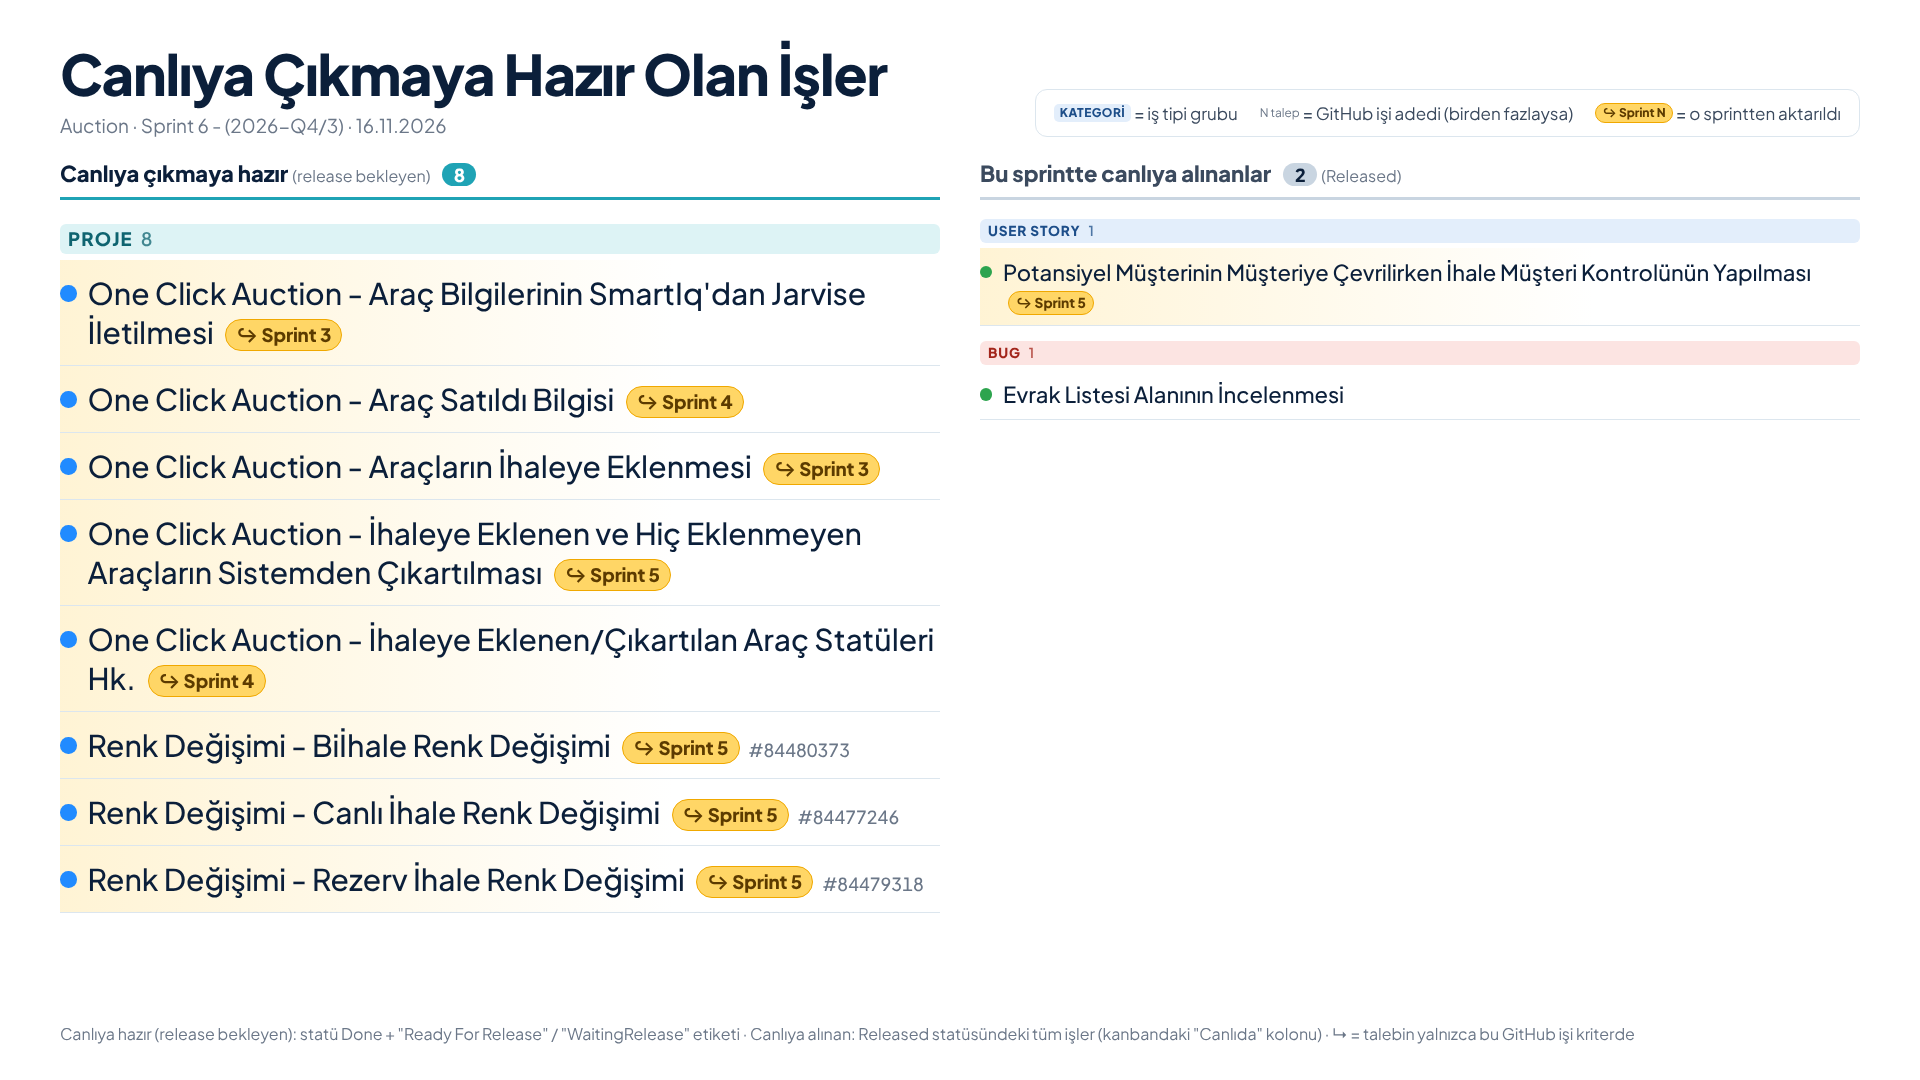 Canlıya Çıkmaya Hazır Olan İşler
Auction · Sprint 6 - (2026–Q4/3) · 16.11.2026
KATEGORİ = iş tipi grubu N talep = GitHub işi adedi (birden fazlaysa) ↪ Sprint N = o sprintten aktarıldı
Canlıya çıkmaya hazır (release bekleyen) 8
PROJE 8
One Click Auction - Araç Bilgilerinin SmartIq'dan Jarvise
İletilmesi ↪ Sprint 3
One Click Auction - Araç Satıldı Bilgisi ↪ Sprint 4
One Click Auction - Araçların İhaleye Eklenmesi ↪ Sprint 3
One Click Auction - İhaleye Eklenen ve Hiç Eklenmeyen
Araçların Sistemden Çıkartılması ↪ Sprint 5
One Click Auction - İhaleye Eklenen/Çıkartılan Araç Statüleri
Hk. ↪ Sprint 4
Renk Değişimi - Biİhale Renk Değişimi ↪ Sprint 5 #84480373
Renk Değişimi - Canlı İhale Renk Değişimi ↪ Sprint 5 #84477246
Renk Değişimi - Rezerv İhale Renk Değişimi ↪ Sprint 5 #84479318
Bu sprintte canlıya alınanlar 2 (Released)
USER STORY 1
Potansiyel Müşterinin Müşteriye Çevrilirken İhale Müşteri Kontrolünün Yapılması
↪ Sprint 5
BUG 1
Evrak Listesi Alanının İncelenmesi
Canlıya hazır (release bekleyen): statü Done + "Ready For Release" / "WaitingRelease" etiketi · Canlıya alınan: Released statüsündeki tüm işler (kanbandaki "Canlıda" kolonu) · ↳ = talebin yalnızca bu GitHub işi kriterde